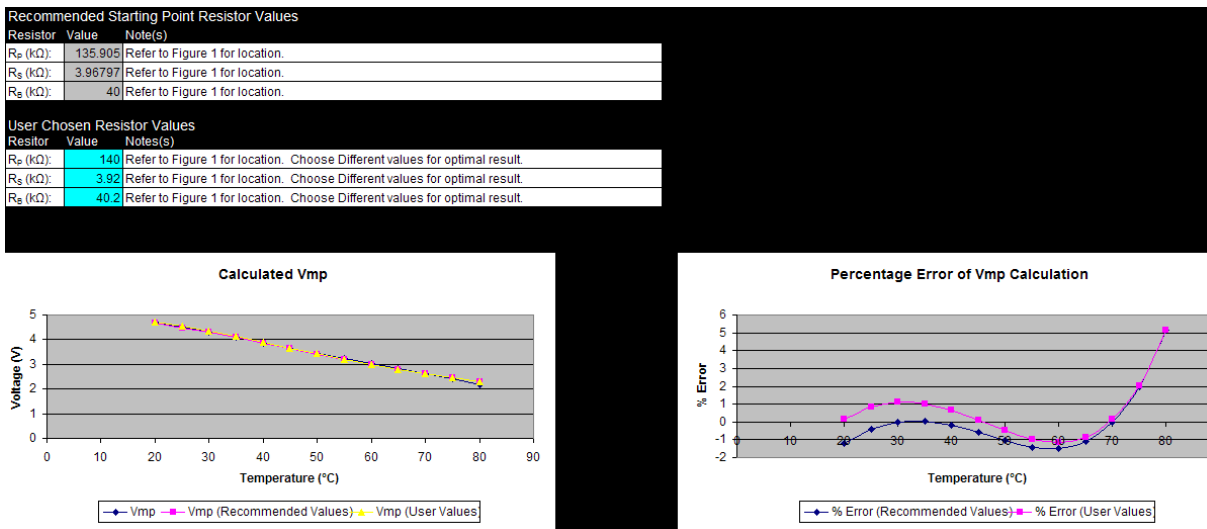 Recommended Starting Point Resistor Values
Resistor Value Note(s)
RP (kΩ): 135.905 Refer to Figure 1 for location.
RS (kΩ): 3.96797 Refer to Figure 1 for location.
RB (kΩ): 40 Refer to Figure 1 for location.
User Chosen Resistor Values
Resitor Value Notes(s)
RP (kΩ): 140 Refer to Figure 1 for location. Choose Different values for optimal result.
RS (kΩ): 3.92 Refer to Figure 1 for location. Choose Different values for optimal result.
RB (kΩ): 40.2 Refer to Figure 1 for location. Choose Different values for optimal result.
Calculated Vmp
5
4
3
2
1
0
Voltage (V)
0 10 20 30 40 50 60 70 80 90
Temperature (°C)
Vmp Vmp (Recommended Values) Vmp (User Values)
Percentage Error of Vmp Calculation
6
5
4
3
2
1
0
-1
-2
% Error
0 10 20 30 40 50 60 70 80
Temperature (°C)
% Error (Recommended Values) % Error (User Values)